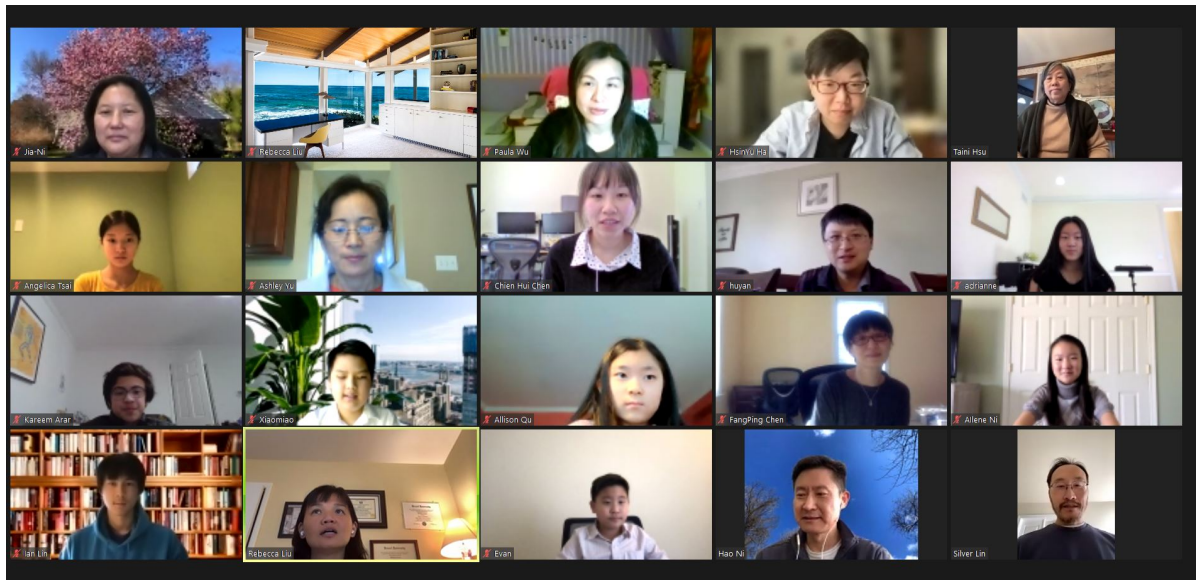 Jia-Ni
Rebecca Liu
Paula Wu
HsinYu Ha
Taini Hsu
Angelica Tsai
Ashley Yu
Chien Hui Chen
huyan
adrianne
Kareem Arar
Xiaomiao
Allison Qu
FangPing Chen
Allene Ni
Ian Lin
Rebecca Liu
Evan
Hao Ni
Silver Lin